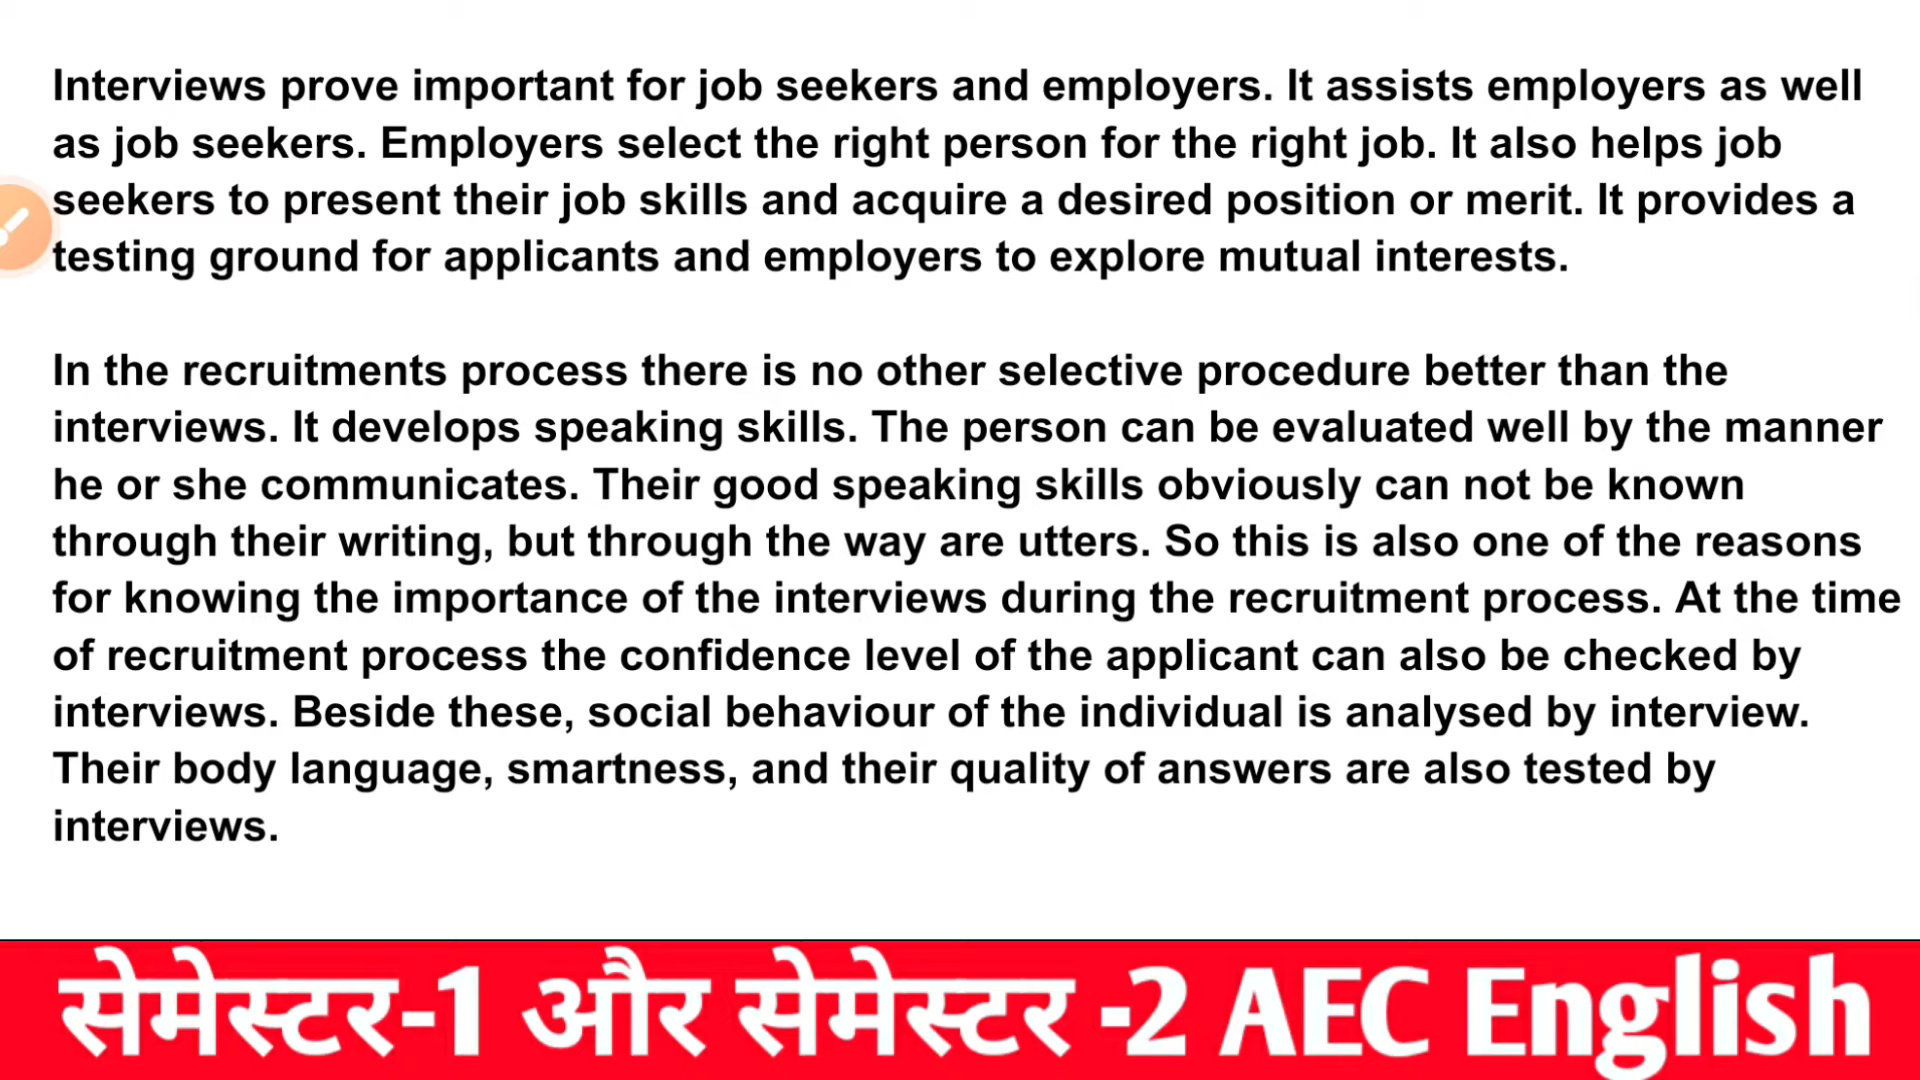 Interviews prove important for job seekers and employers. It assists employers as well
as job seekers. Employers select the right person for the right job. It also helps job
seekers to present their job skills and acquire a desired position or merit. It provides a
testing ground for applicants and employers to explore mutual interests.
In the recruitments process there is no other selective procedure better than the
interviews. It develops speaking skills. The person can be evaluated well by the manner
he or she communicates. Their good speaking skills obviously can not be known
through their writing, but through the way are utters. So this is also one of the reasons
for knowing the importance of the interviews during the recruitment process. At the time
of recruitment process the confidence level of the applicant can also be checked by
interviews. Beside these, social behaviour of the individual is analysed by interview.
Their body language, smartness, and their quality of answers are also tested by
interviews.
सेमेस्टर-1 और सेमेस्टर -2 AEC English